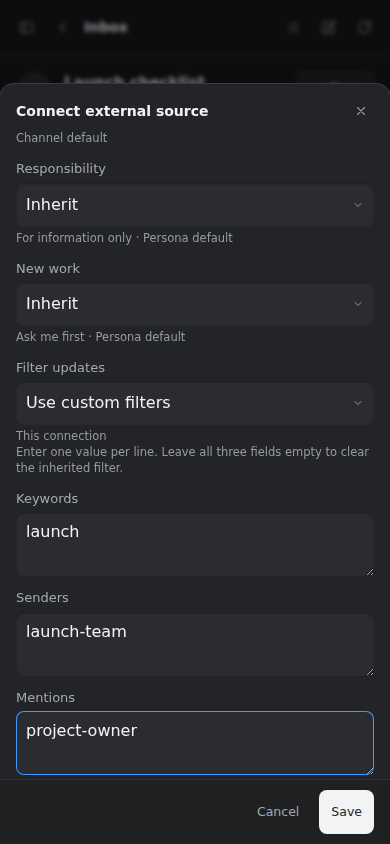 Inbox
Launch checklist
Connect external source
Channel default
Responsibility
Inherit
For information only · Persona default
New work
Inherit
Ask me first · Persona default
Filter updates
Use custom filters
This connection
Enter one value per line. Leave all three fields empty to clear
the inherited filter.
Keywords
launch
Senders
launch-team
Mentions
project-owner
Cancel
Save